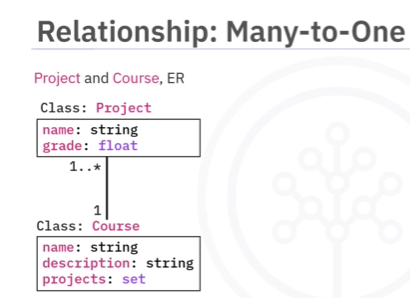 Relationship: Many-to-One
Project and Course, ER
Class: Project
name: string
grade: float
1..*
1
Class: Course
name: string
description: string
projects: set